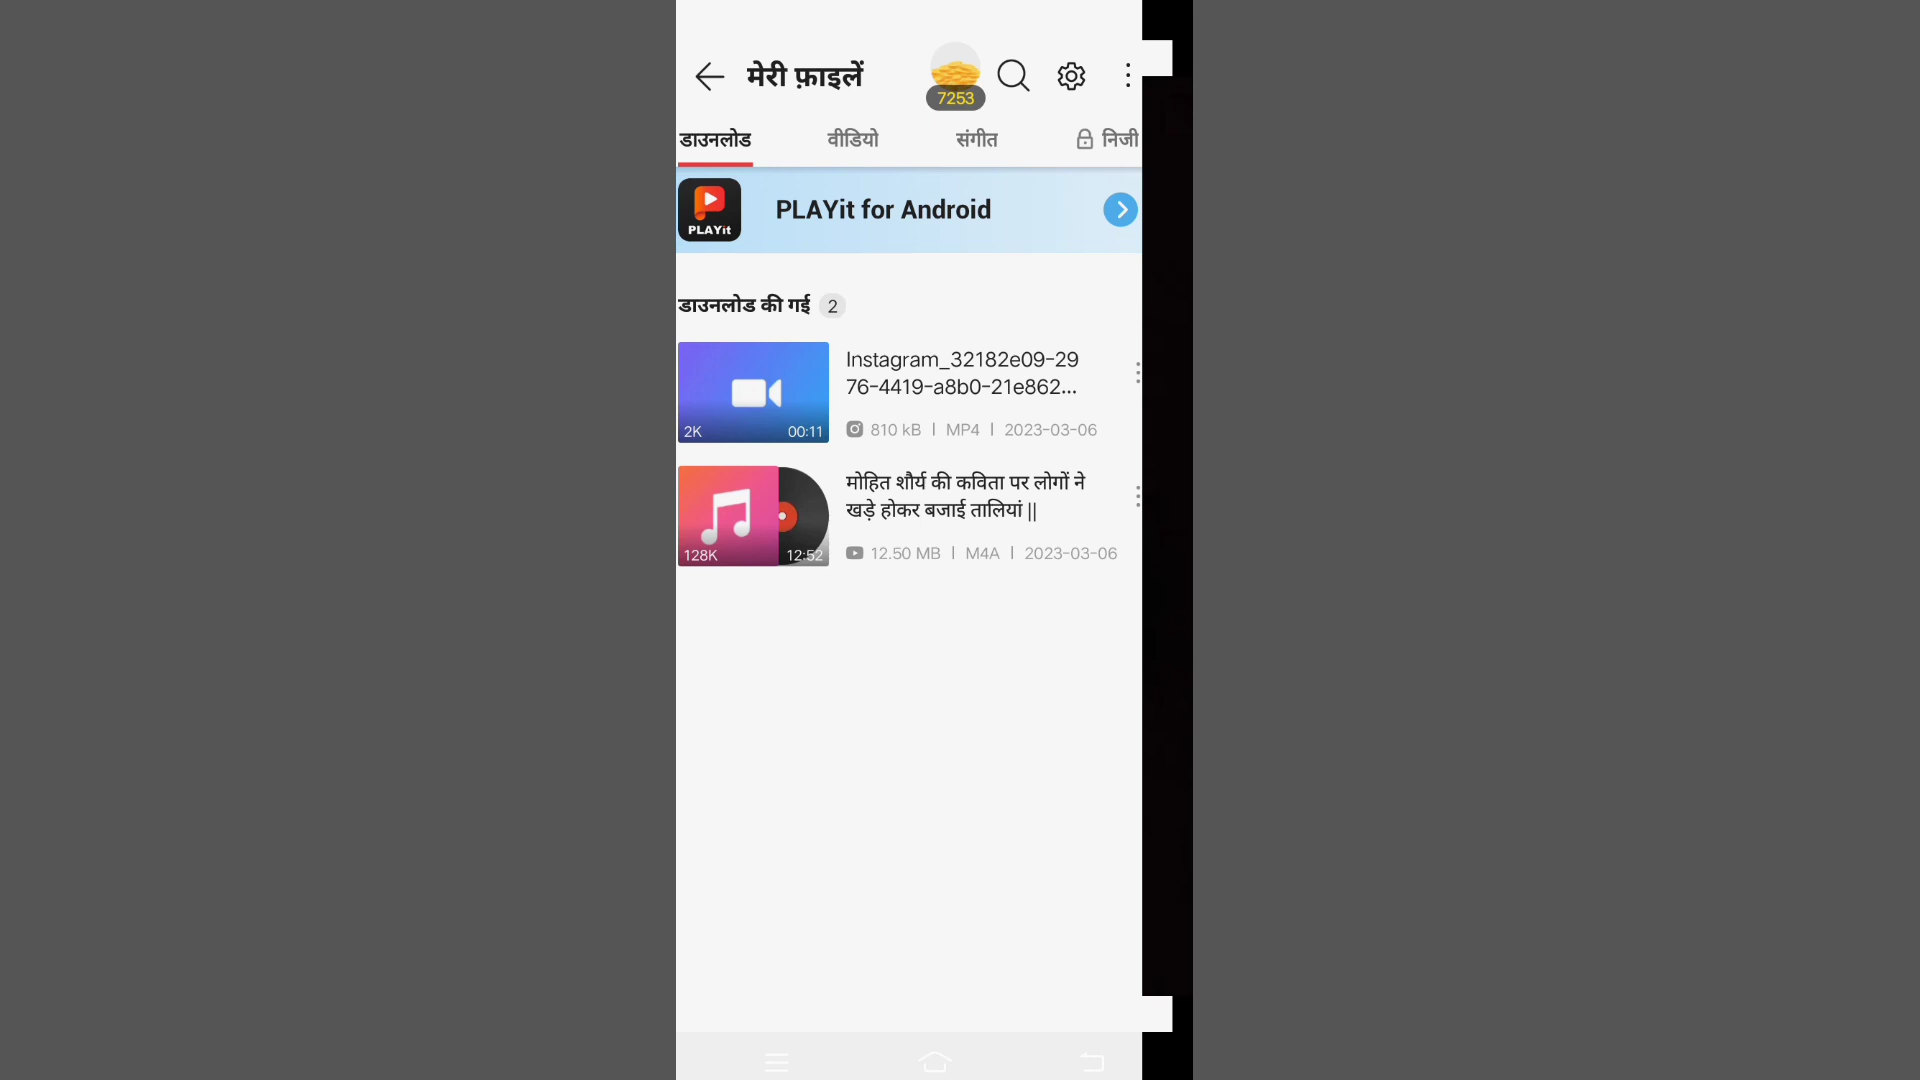 मेरी फ़ाइलें
7253
डाउनलोड वीडियो संगीत निजी
PLAYit
PLAYit for Android
डाउनलोड की गई 2
Instagram_32182e09-29
76-4419-a8b0-21e862...
2K 00:11
810 kB | MP4 | 2023-03-06
मोहित शौर्य की कविता पर लोगों ने
खड़े होकर बजाई तालियां ||
128K 12:52
12.50 MB | M4A | 2023-03-06